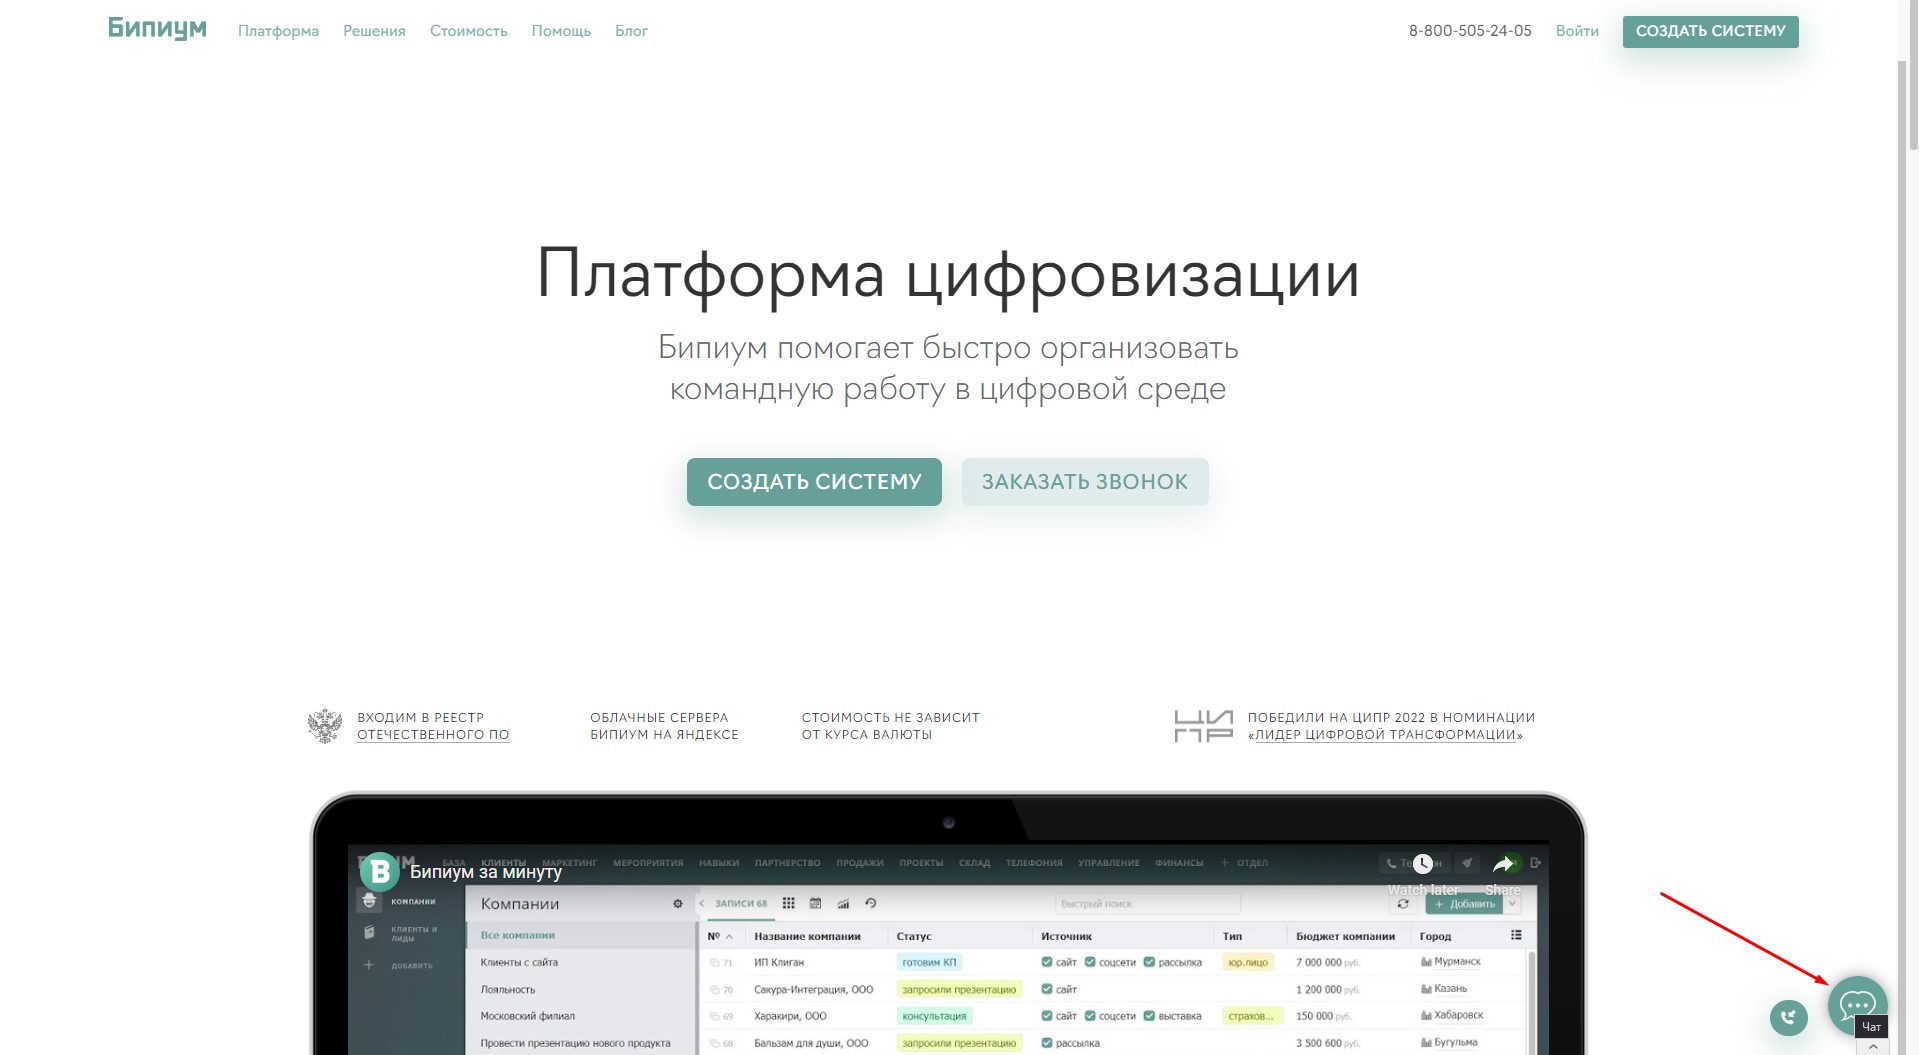 Бипиум Платформа Решения Стоимость Помощь Блог 8-800-505-24-05 Войти СОЗДАТЬ СИСТЕМУ
Платформа цифровизации
Бипиум помогает быстро организовать
командную работу в цифровой среде
СОЗДАТЬ СИСТЕМУ ЗАКАЗАТЬ ЗВОНОК
ВХОДИМ В РЕЕСТР
ОТЕЧЕСТВЕННОГО ПО
ОБЛАЧНЫЕ СЕРВЕРА
БИПИУМ НА ЯНДЕКСЕ
СТОИМОСТЬ НЕ ЗАВИСИТ
ОТ КУРСА ВАЛЮТЫ
ЦИПР
ПОБЕДИЛИ НА ЦИПР 2022 В НОМИНАЦИИ
«ЛИДЕР ЦИФРОВОЙ ТРАНСФОРМАЦИИ»
БАЗА КЛИЕНТЫ МАРКЕТИНГ МЕРОПРИЯТИЯ НАВЫКИ ПАРТНЕРСТВО ПРОДАЖИ ПРОЕКТЫ СКЛАД ТЕЛЕФОНИЯ УПРАВЛЕНИЕ ФИНАНСЫ + ОТДЕЛ
B Бипиум за минуту
Watch later Share
КОМПАНИИ
КЛИЕНТЫ И
ЛИДЫ
+ ДОБАВИТЬ
Компании
Все компании
Клиенты с сайта
Лояльность
Московский филиал
Провести презентацию нового продукта
ЗАПИСИ 68 быстрый поиск + Добавить
№ Название компании Статус Источник Тип Бюджет компании Город
71 ИП Клиган готовим КП сайт соцсети рассылка юр.лицо 7 000 000 руб. Мурманск
70 Сакура-Интеграция, ООО запросили презентацию сайт 1 200 000 руб. Казань
69 Харакири, ООО консультация сайт соцсети выставка страхов... 150 000 руб. Хабаровск
68 Бальзам для души, ООО запросили презентацию рассылка 3 500 600 руб. Бугульма
Чат